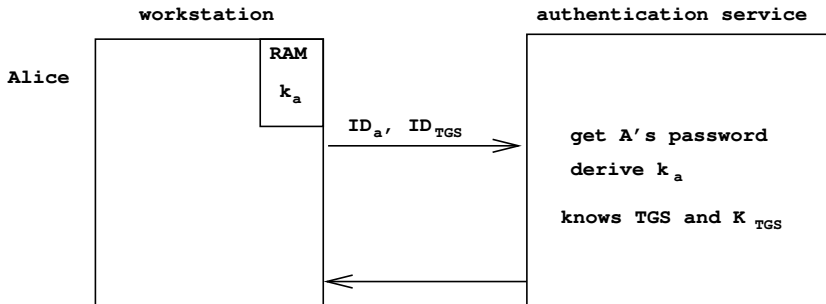 workstation
authentication service
Alice
RAM
k_a
ID_a, ID_TGS
get A's password
derive k_a
knows TGS and K_TGS